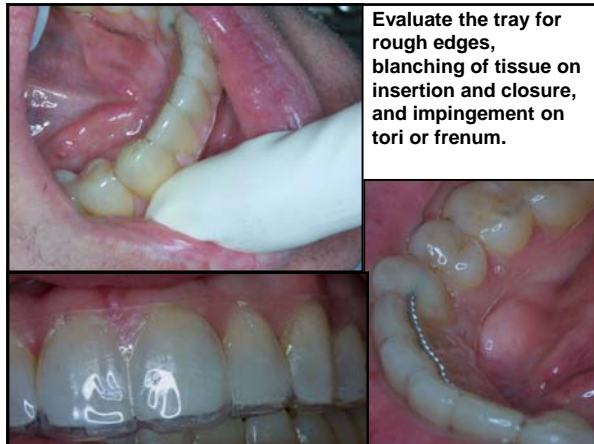 Evaluate the tray for
rough edges,
blanching of tissue on
insertion and closure,
and impingement on
tori or frenum.